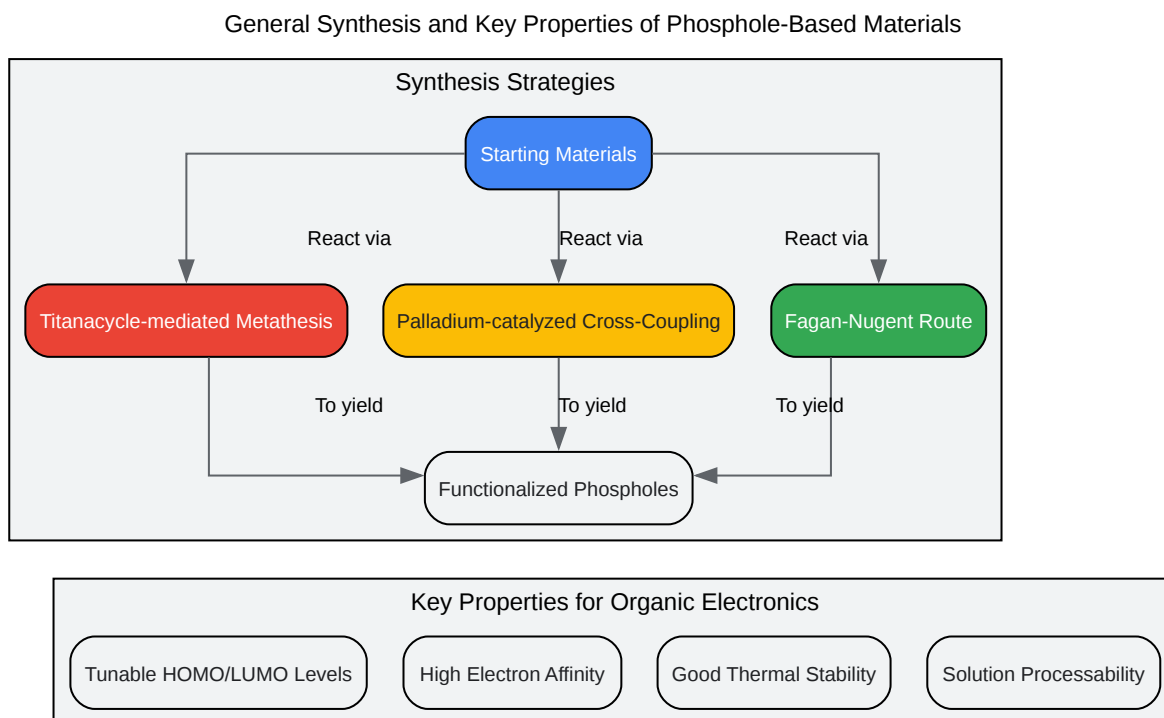 General Synthesis and Key Properties of Phosphole-Based Materials
Synthesis Strategies
Starting Materials
React via
React via
React via
Titanacycle-mediated Metathesis
Palladium-catalyzed Cross-Coupling
Fagan-Nugent Route
To yield
To yield
To yield
Functionalized Phospholes
Key Properties for Organic Electronics
Tunable HOMO/LUMO Levels
High Electron Affinity
Good Thermal Stability
Solution Processability